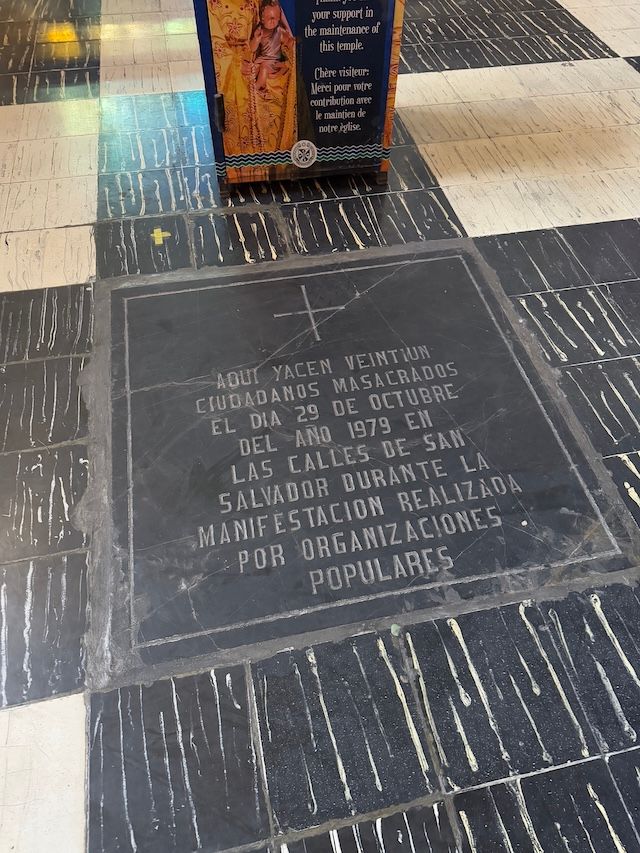 your support in
the maintenance of
this temple.
Chère visiteur:
Merci pour votre
contribution avec
le maintien de
notre église.
AQUI YACEN VEINTIUN
CIUDADANOS MASACRADOS
EL DIA 29 DE OCTUBRE
DEL AÑO 1979 EN
LAS CALLES DE SAN
SALVADOR DURANTE LA
MANIFESTACION REALIZADA
POR ORGANIZACIONES
POPULARES